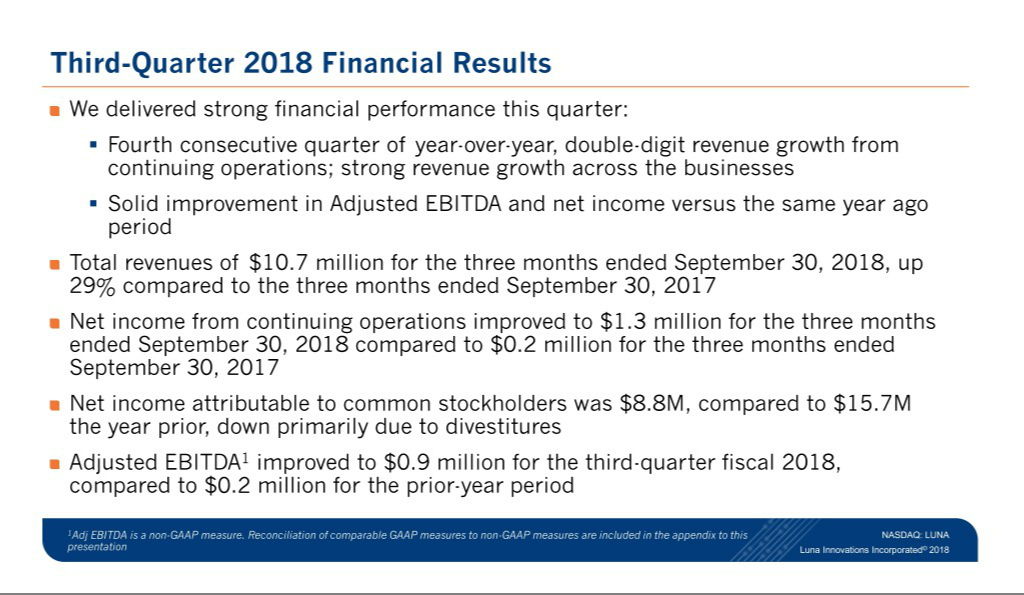 Third-Quarter 2018 Financial Results
We delivered strong financial performance this quarter:
Fourth consecutive quarter of year-over-year, double-digit revenue growth from
continuing operations; strong revenue growth across the businesses
Solid improvement in Adjusted EBITDA and net income versus the same year ago
period
Total revenues of $10.7 million for the three months ended September 30, 2018, up
29% compared to the three months ended September 30, 2017
Net income from continuing operations improved to $1.3 million for the three months
ended September 30, 2018 compared to $0.2 million for the three months ended
September 30, 2017
Net income attributable to common stockholders was $8.8M, compared to $15.7M
the year prior, down primarily due to divestitures
Adjusted EBITDA¹ improved to $0.9 million for the third-quarter fiscal 2018,
compared to $0.2 million for the prior-year period
¹Adj EBITDA is a non-GAAP measure. Reconciliation of comparable GAAP measures to non-GAAP measures are included in the appendix to this
presentation
NASDAQ: LUNA
Luna Innovations Incorporated© 2018